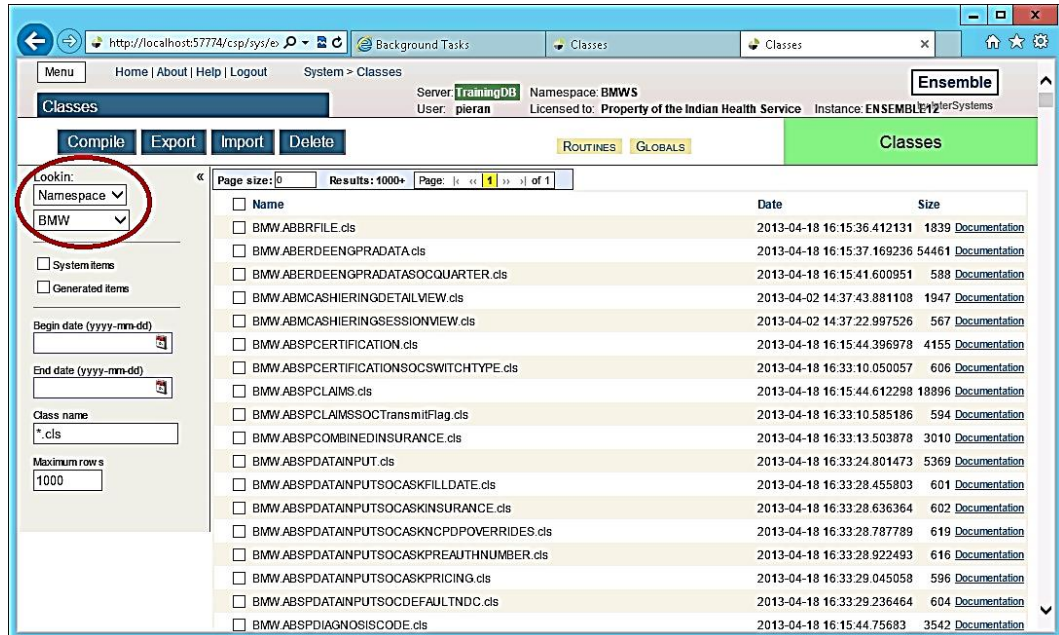 http://localhost:57774/csp/sys/e
Background Tasks
Classes
Classes
Menu
Home | About | Help | Logout
System > Classes
Server: TrainingDB
Namespace: BMWS
User: pieran
Licensed to: Property of the Indian Health Service
Instance: ENSEMBLE12
Ensemble
by InterSystems
Classes
Compile
Export
Import
Delete
ROUTINES
GLOBALS
Classes
Lookin:
Namespace
BMW
System items
Generated items
Begin date (yyyy-mm-dd)
End date (yyyy-mm-dd)
Class name
*.cls
Maximum rows
1000
«
Page size: 0 Results: 1000+ Page: |‹ ‹‹ 1 ›› ›| of 1
Name Date Size
BMW.ABBRFILE.cls 2013-04-18 16:15:36.412131 1839 Documentation
BMW.ABERDEENGPRADATA.cls 2013-04-18 16:15:37.169236 54461 Documentation
BMW.ABERDEENGPRADATASOCQUARTER.cls 2013-04-18 16:15:41.600951 588 Documentation
BMW.ABMCASHIERINGDETAILVIEW.cls 2013-04-02 14:37:43.881108 1947 Documentation
BMW.ABMCASHIERINGSESSIONVIEW.cls 2013-04-02 14:37:22.997526 567 Documentation
BMW.ABSPCERTIFICATION.cls 2013-04-18 16:15:44.396978 4155 Documentation
BMW.ABSPCERTIFICATIONSOCSWITCHTYPE.cls 2013-04-18 16:33:10.050057 606 Documentation
BMW.ABSPCLAIMS.cls 2013-04-18 16:15:44.612298 18896 Documentation
BMW.ABSPCLAIMSSOCTransmitFlag.cls 2013-04-18 16:33:10.585186 594 Documentation
BMW.ABSPCOMBINEDINSURANCE.cls 2013-04-18 16:33:13.503878 3010 Documentation
BMW.ABSPDATAINPUT.cls 2013-04-18 16:33:24.801473 5369 Documentation
BMW.ABSPDATAINPUTSOCASKFILLDATE.cls 2013-04-18 16:33:28.455803 601 Documentation
BMW.ABSPDATAINPUTSOCASKINSURANCE.cls 2013-04-18 16:33:28.636364 602 Documentation
BMW.ABSPDATAINPUTSOCASKNCPDPOVERRIDES.cls 2013-04-18 16:33:28.787789 619 Documentation
BMW.ABSPDATAINPUTSOCASKPREAUTHNUMBER.cls 2013-04-18 16:33:28.922493 616 Documentation
BMW.ABSPDATAINPUTSOCASKPRICING.cls 2013-04-18 16:33:29.045058 596 Documentation
BMW.ABSPDATAINPUTSOCDEFAULTNDC.cls 2013-04-18 16:33:29.236464 604 Documentation
BMW.ABSPDIAGNOSISCODE.cls 2013-04-18 16:15:44.75683 3542 Documentation